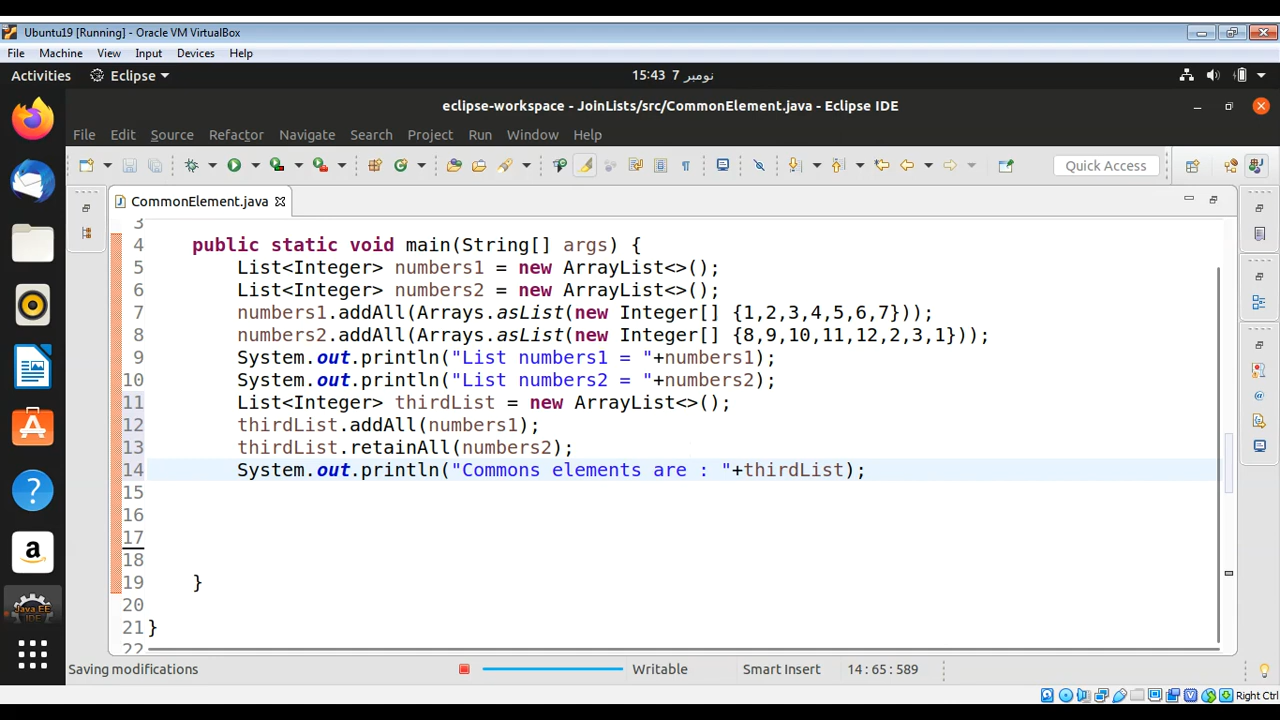 Ubuntu19 [Running] - Oracle VM VirtualBox
File Machine View Input Devices Help
Activities Eclipse 15:43 7 نومبر
eclipse-workspace - JoinLists/src/CommonElement.java - Eclipse IDE
File Edit Source Refactor Navigate Search Project Run Window Help
Quick Access
CommonElement.java
3
4 public static void main(String[] args) {
5 List<Integer> numbers1 = new ArrayList<>();
6 List<Integer> numbers2 = new ArrayList<>();
7 numbers1.addAll(Arrays.asList(new Integer[] {1,2,3,4,5,6,7}));
8 numbers2.addAll(Arrays.asList(new Integer[] {8,9,10,11,12,2,3,1}));
9 System.out.println("List numbers1 = "+numbers1);
10 System.out.println("List numbers2 = "+numbers2);
11 List<Integer> thirdList = new ArrayList<>();
12 thirdList.addAll(numbers1);
13 thirdList.retainAll(numbers2);
14 System.out.println("Commons elements are : "+thirdList);
15
16
17
18
19 }
20
21 }
22
Java EE
IDE
Saving modifications Writable Smart Insert 14:65:589
Right Ctrl